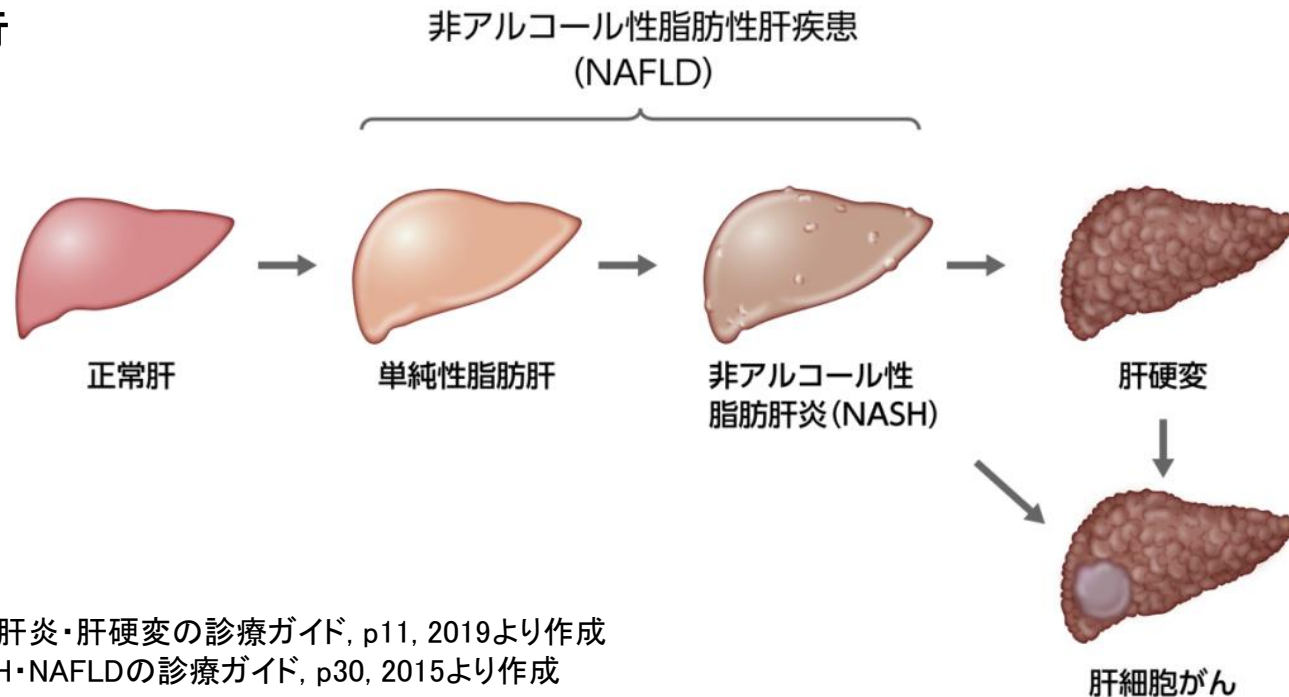 非アルコール性脂肪性肝疾患
(NAFLD)
正常肝
単純性脂肪肝
非アルコール性
脂肪肝炎(NASH)
肝硬変
肝炎・肝硬変の診療ガイド, p11, 2019より作成
H・NAFLDの診療ガイド, p30, 2015より作成
肝細胞がん